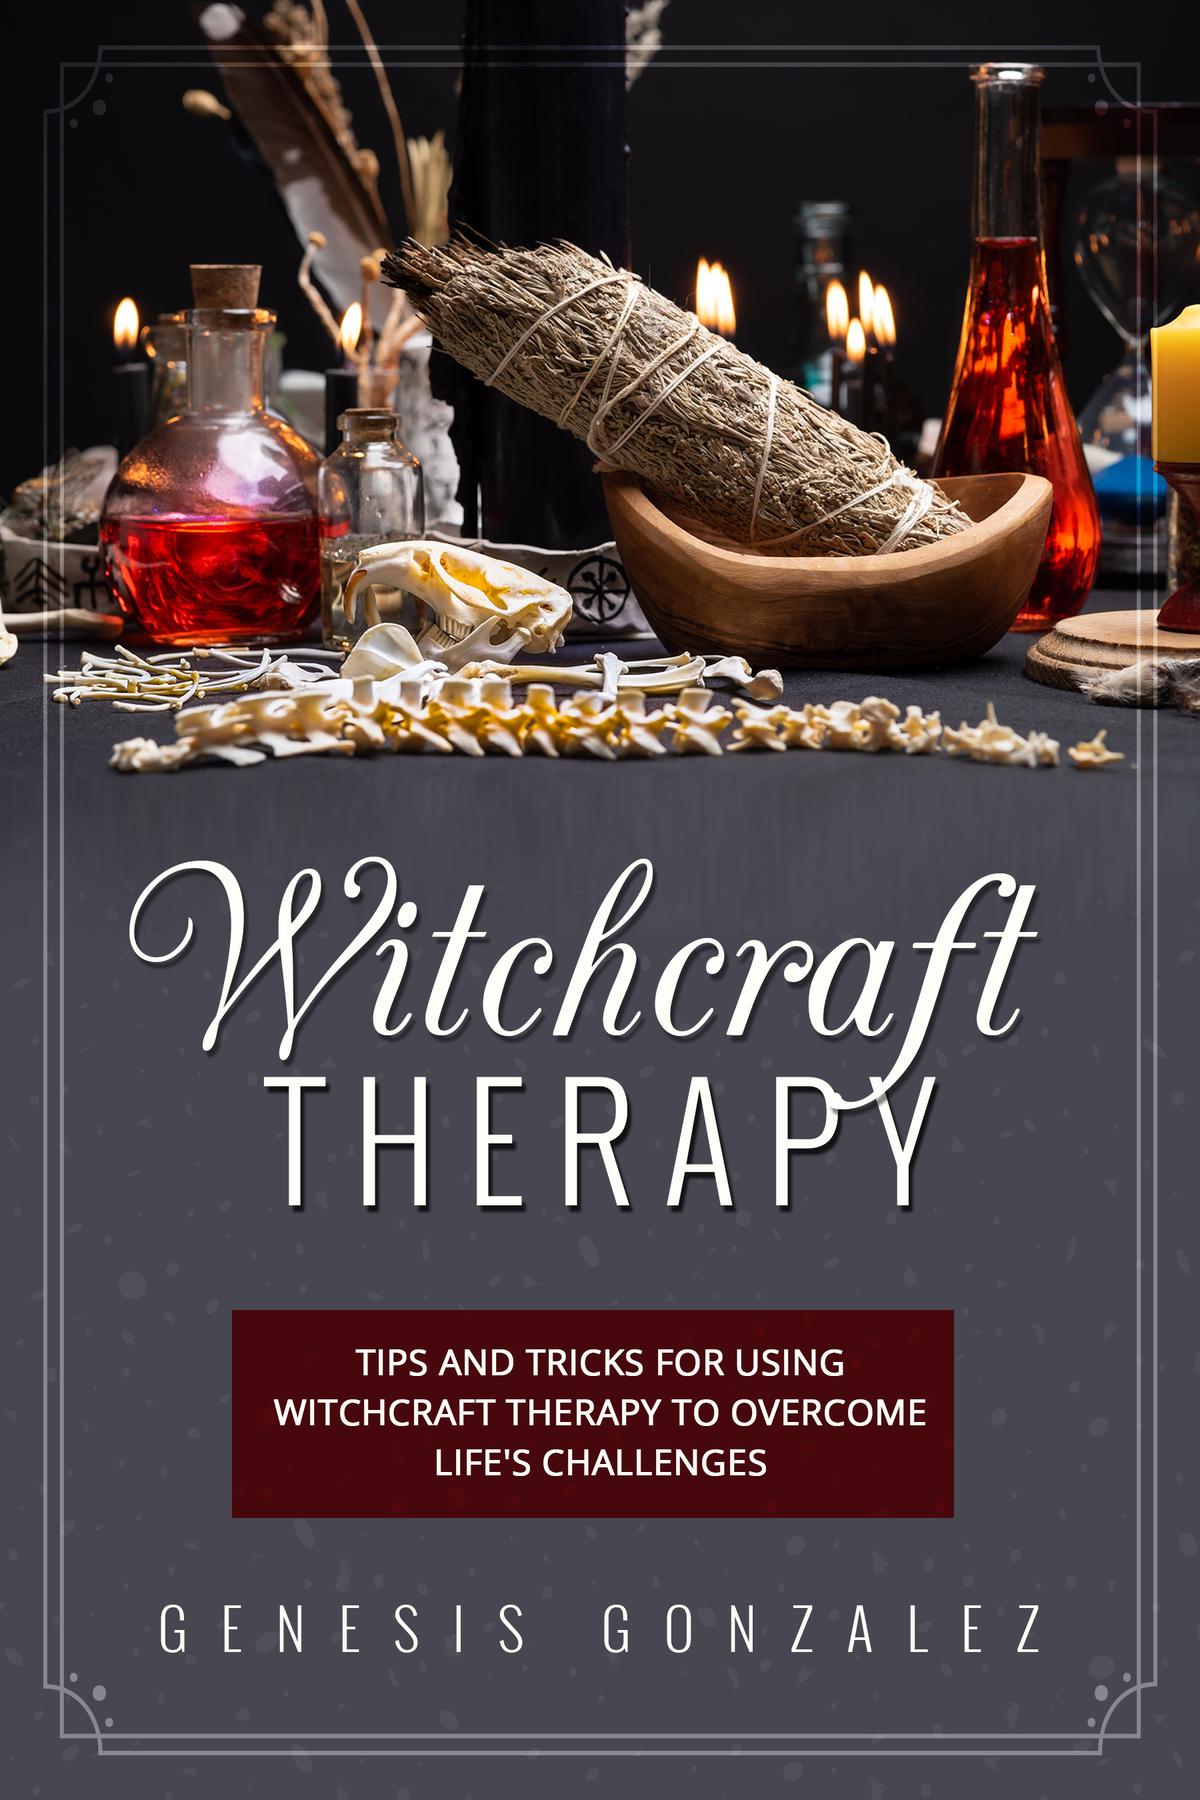 Witchcraft
THERAPY
TIPS AND TRICKS FOR USING
WITCHCRAFT THERAPY TO OVERCOME
LIFE'S CHALLENGES
GENESIS GONZALEZ